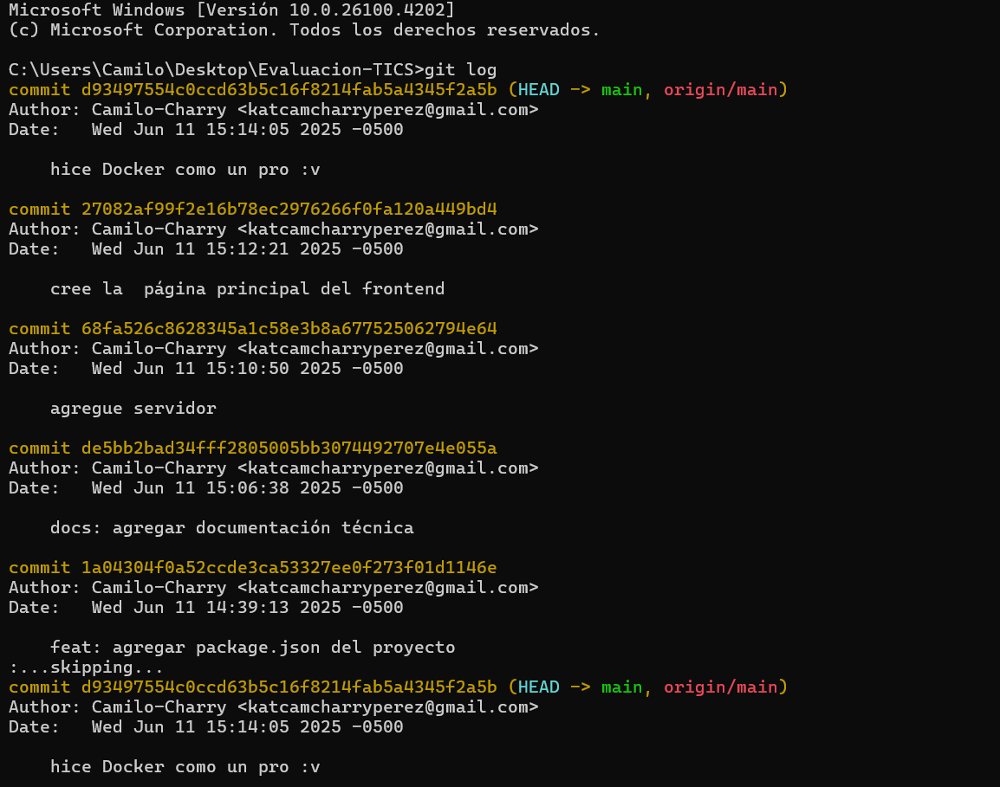 Microsoft Windows [Versión 10.0.26100.4202]
(c) Microsoft Corporation. Todos los derechos reservados.
C:\Users\Camilo\Desktop\Evaluacion-TICS>git log
commit d93497554c0ccd63b5c16f8214fab5a4345f2a5b (HEAD -> main, origin/main)
Author: Camilo-Charry <katcamcharryperez@gmail.com>
Date:   Wed Jun 11 15:14:05 2025 -0500
    hice Docker como un pro :v
commit 27082af99f2e16b78ec2976266f0fa120a449bd4
Author: Camilo-Charry <katcamcharryperez@gmail.com>
Date:   Wed Jun 11 15:12:21 2025 -0500
    cree la  página principal del frontend
commit 68fa526c8628345a1c58e3b8a677525062794e64
Author: Camilo-Charry <katcamcharryperez@gmail.com>
Date:   Wed Jun 11 15:10:50 2025 -0500
    agregue servidor
commit de5bb2bad34fff2805005bb3074492707e4e055a
Author: Camilo-Charry <katcamcharryperez@gmail.com>
Date:   Wed Jun 11 15:06:38 2025 -0500
    docs: agregar documentación técnica
commit 1a04304f0a52ccde3ca53327ee0f273f01d1146e
Author: Camilo-Charry <katcamcharryperez@gmail.com>
Date:   Wed Jun 11 14:39:13 2025 -0500
    feat: agregar package.json del proyecto
:...skipping...
commit d93497554c0ccd63b5c16f8214fab5a4345f2a5b (HEAD -> main, origin/main)
Author: Camilo-Charry <katcamcharryperez@gmail.com>
Date:   Wed Jun 11 15:14:05 2025 -0500
    hice Docker como un pro :v